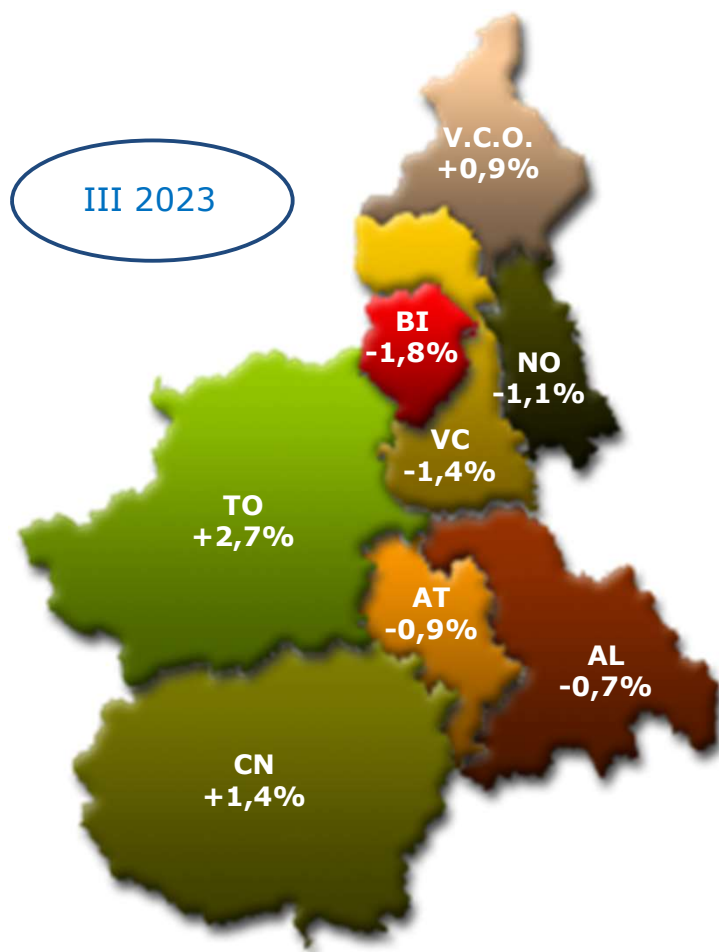 V.C.O.
+0,9%
III 2023
BI
-1,8%
NO
-1,1%
VC
-1,4%
TO
+2,7%
AT
-0,9%
AL
-0,7%
CN
+1,4%